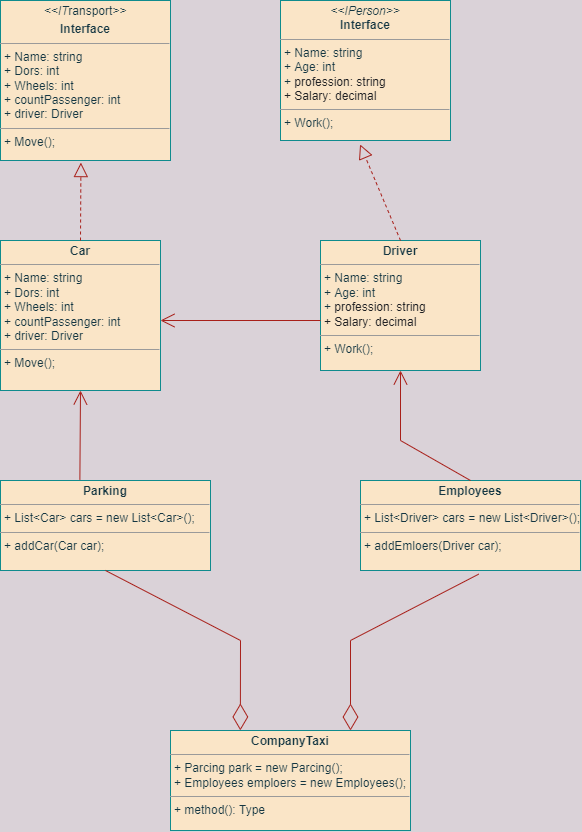 <<ITransport>>
Interface
+ Name: string
+ Dors: int
+ Wheels: int
+ countPassenger: int
+ driver: Driver
+ Move();
<<IPerson>>
Interface
+ Name: string
+ Age: int
+ profession: string
+ Salary: decimal
+ Work();
Car
+ Name: string
+ Dors: int
+ Wheels: int
+ countPassenger: int
+ driver: Driver
+ Move();
Driver
+ Name: string
+ Age: int
+ profession: string
+ Salary: decimal
+ Work();
Parking
+ List<Car> cars = new List<Car>();
+ addCar(Car car);
Employees
+ List<Driver> cars = new List<Driver>();
+ addEmloers(Driver car);
CompanyTaxi
+ Parcing park = new Parcing();
+ Employees emploers = new Employees();
+ method(): Type